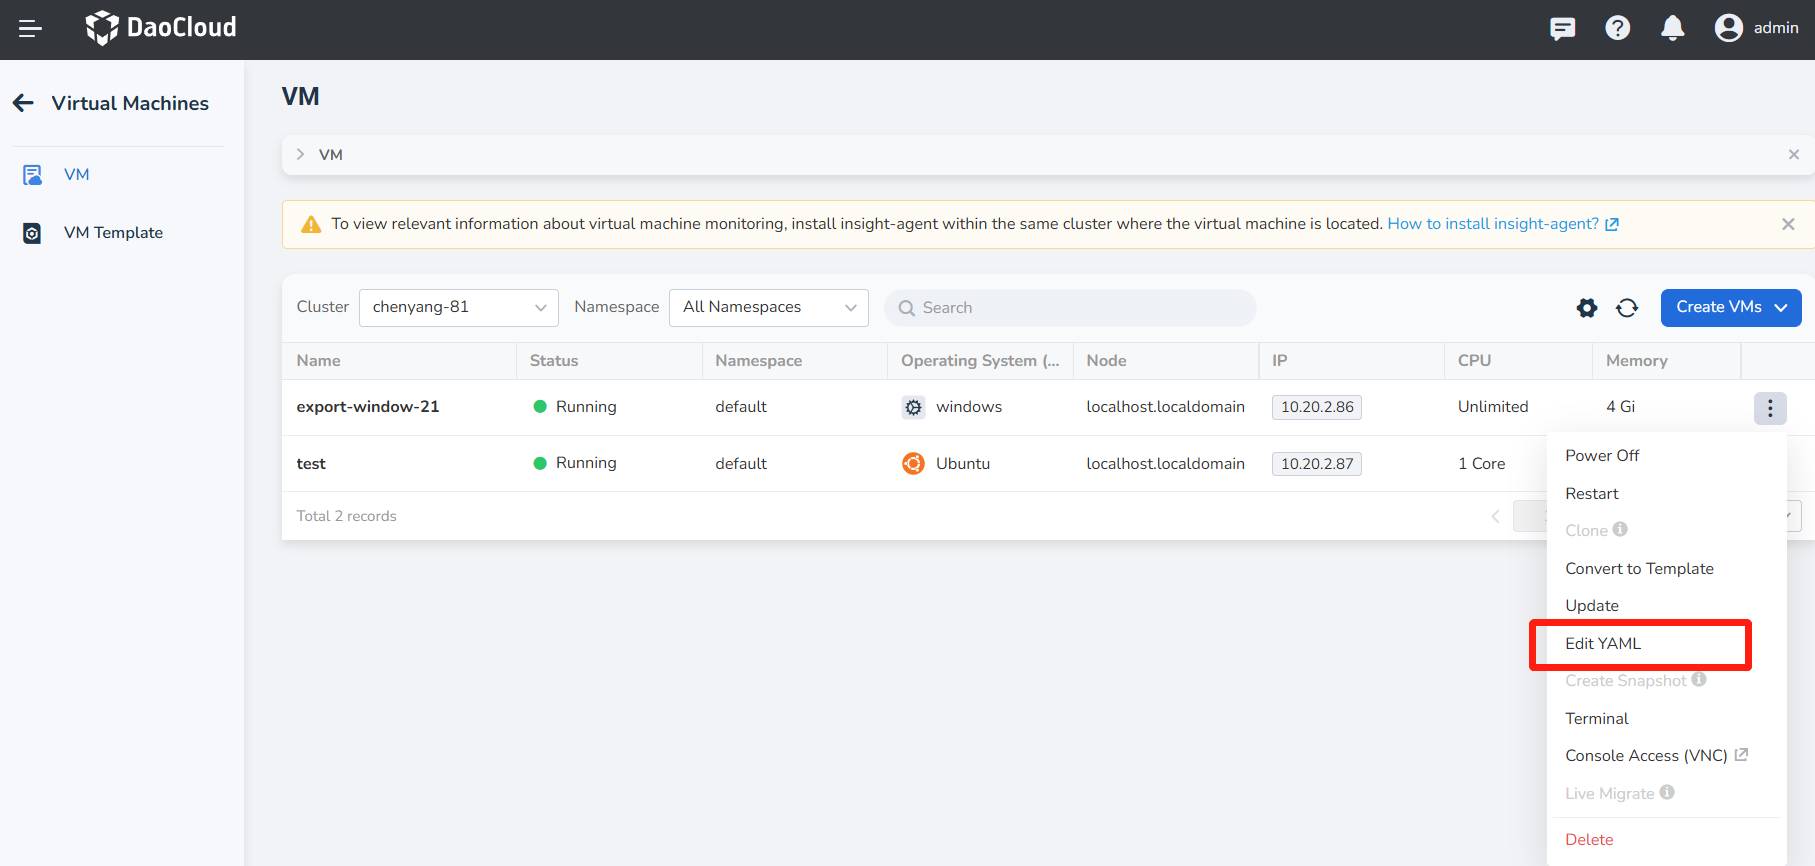 DaoCloud
admin
Virtual Machines
VM
VM Template
VM
VM
To view relevant information about virtual machine monitoring, install insight-agent within the same cluster where the virtual machine is located. How to install insight-agent?
Cluster chenyang-81 Namespace All Namespaces Search Create VMs
Name Status Namespace Operating System (... Node IP CPU Memory
export-window-21 Running default windows localhost.localdomain 10.20.2.86 Unlimited 4 Gi
test Running default Ubuntu localhost.localdomain 10.20.2.87 1 Core
Total 2 records
Power Off
Restart
Clone
Convert to Template
Update
Edit YAML
Create Snapshot
Terminal
Console Access (VNC)
Live Migrate
Delete